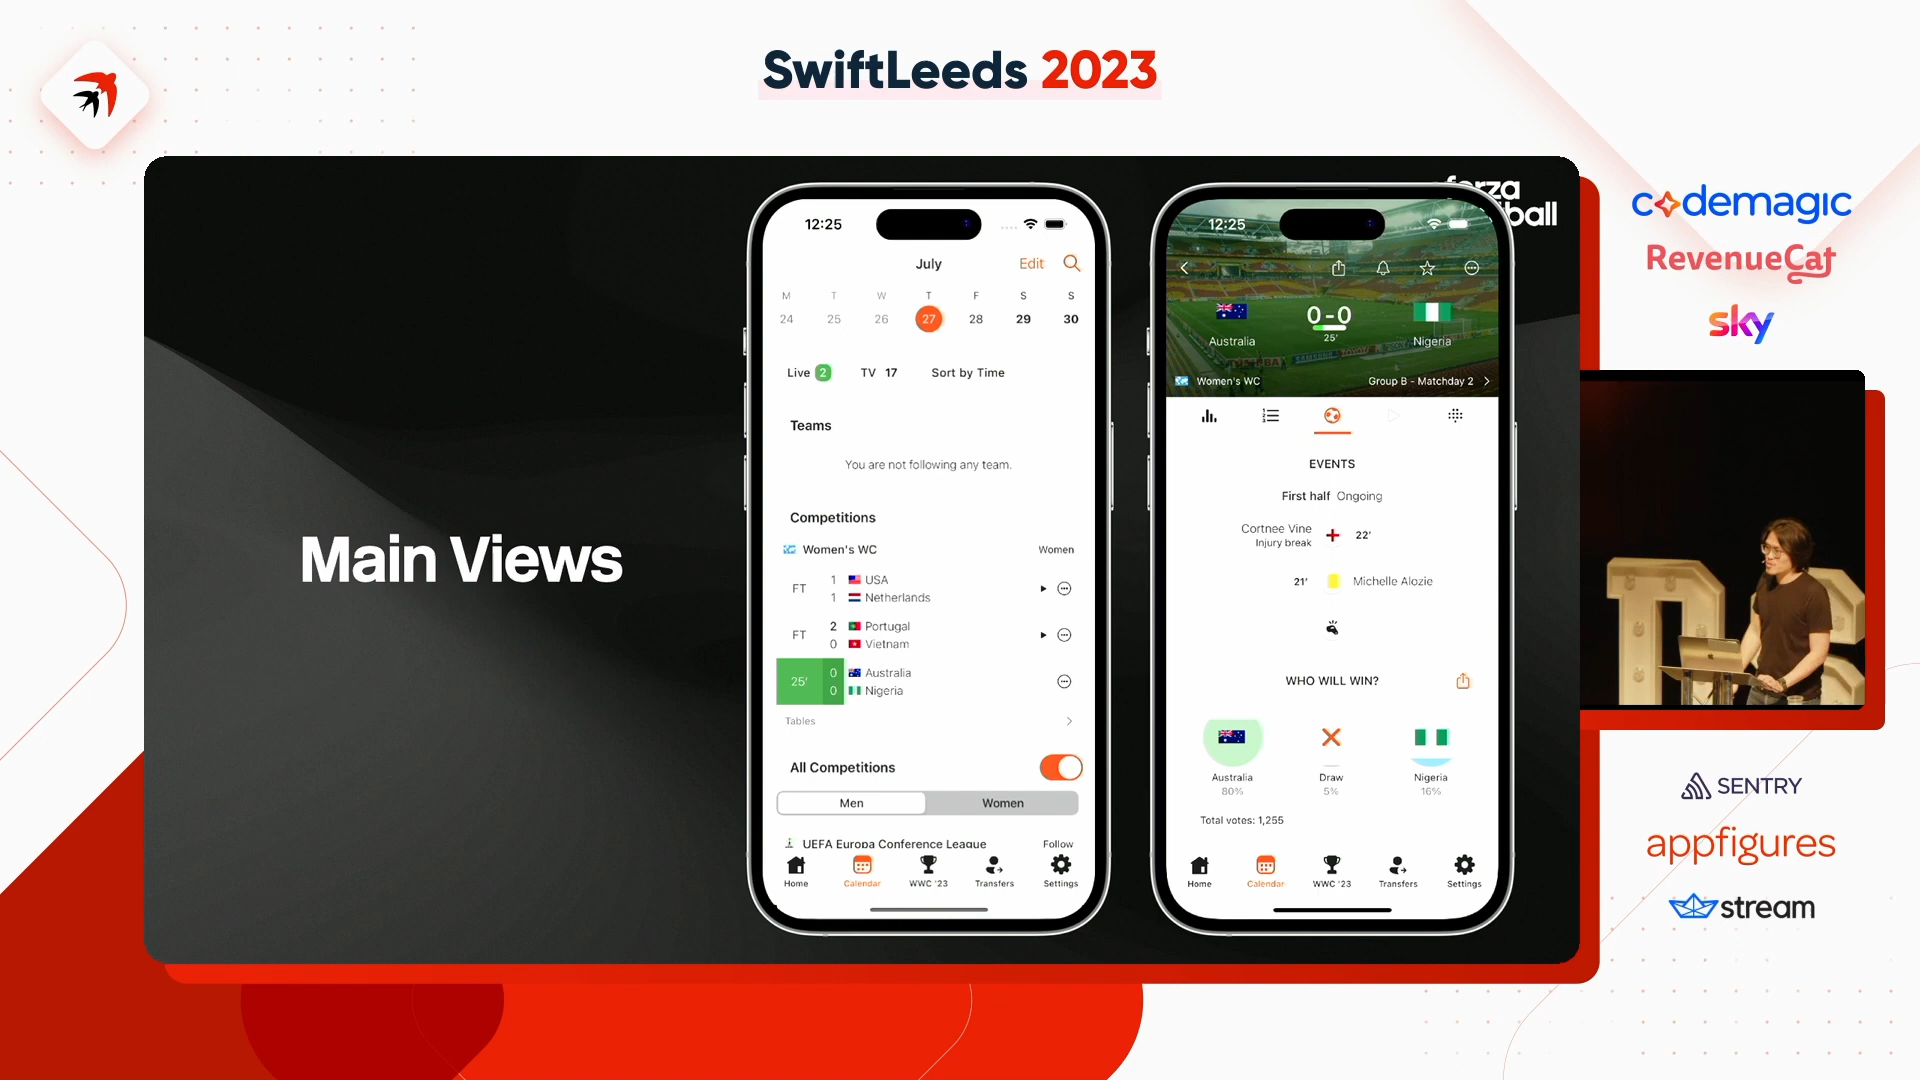 SwiftLeeds 2023
Main Views
forza
ball
12:25
July
Edit
M T W T F S S
24 25 26 27 28 29 30
Live 2 TV 17 Sort by Time
Teams
You are not following any team.
Competitions
Women's WC Women
FT 1 USA
1 Netherlands
FT 2 Portugal
0 Vietnam
25' 0 Australia
0 Nigeria
Tables
All Competitions
Men Women
UEFA Europa Conference League Follow
Home Calendar WWC '23 Transfers Settings
12:25
0-0
25'
Australia Nigeria
Women's WC Group B - Matchday 2
EVENTS
First half Ongoing
Cortnee Vine 22'
Injury break
21' Michelle Alozie
WHO WILL WIN?
Australia Draw Nigeria
80% 5% 16%
Total votes: 1,255
Home Calendar WWC '23 Transfers Settings
codemagic
RevenueCat
sky
SENTRY
appfigures
stream